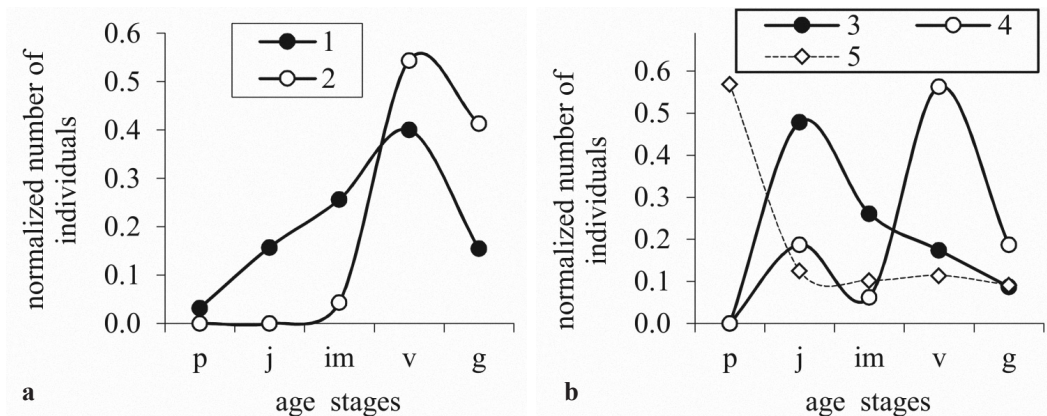 normalized number of
individuals
0.6
0.5
0.4
0.3
0.2
0.1
0.0
1
2
p j im v g
age stages
a
normalized number of
individuals
0.6
0.5
0.4
0.3
0.2
0.1
0.0
3 4
5
p j im v g
age stages
b